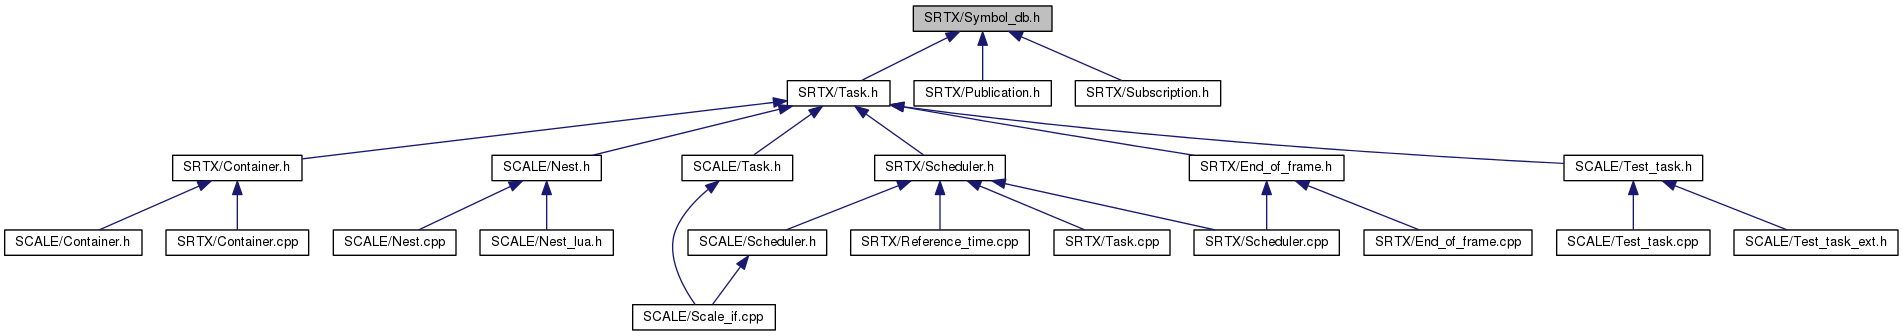 SRTX/Symbol_db.h
SRTX/Task.h
SRTX/Publication.h
SRTX/Subscription.h
SRTX/Container.h
SCALE/Nest.h
SCALE/Task.h
SRTX/Scheduler.h
SRTX/End_of_frame.h
SCALE/Test_task.h
SCALE/Container.h
SRTX/Container.cpp
SCALE/Nest.cpp
SCALE/Nest_lua.h
SCALE/Scheduler.h
SRTX/Reference_time.cpp
SRTX/Task.cpp
SRTX/Scheduler.cpp
SRTX/End_of_frame.cpp
SCALE/Test_task.cpp
SCALE/Test_task_ext.h
SCALE/Scale_if.cpp